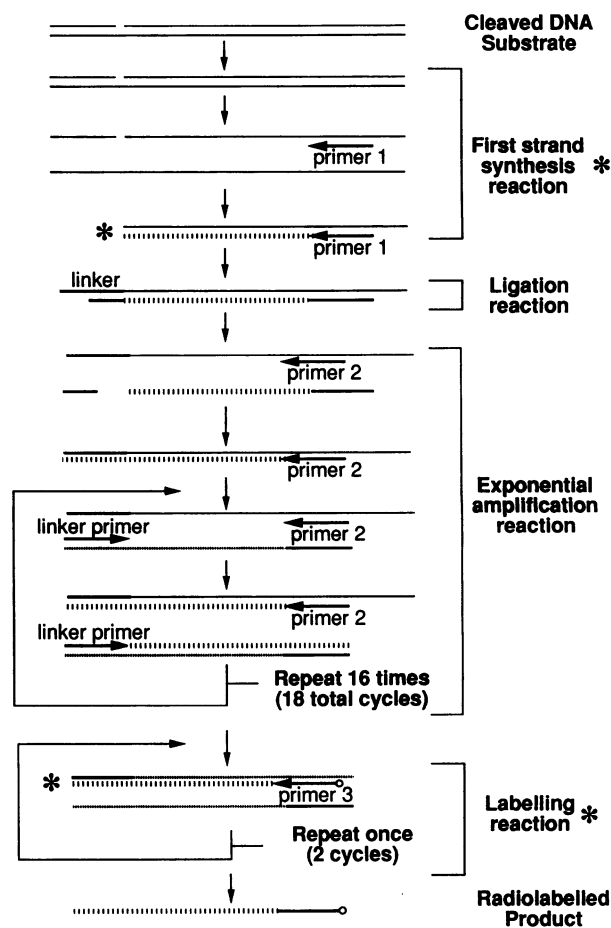 Cleaved DNA
Substrate
primer 1
First strand
synthesis *
reaction
*
primer 1
linker
Ligation
reaction
primer 2
primer 2
Exponential
amplification
reaction
linker primer
primer 2
primer 2
linker primer
Repeat 16 times
(18 total cycles)
*
primer 3
Labelling
reaction *
Repeat once
(2 cycles)
Radiolabelled
Product